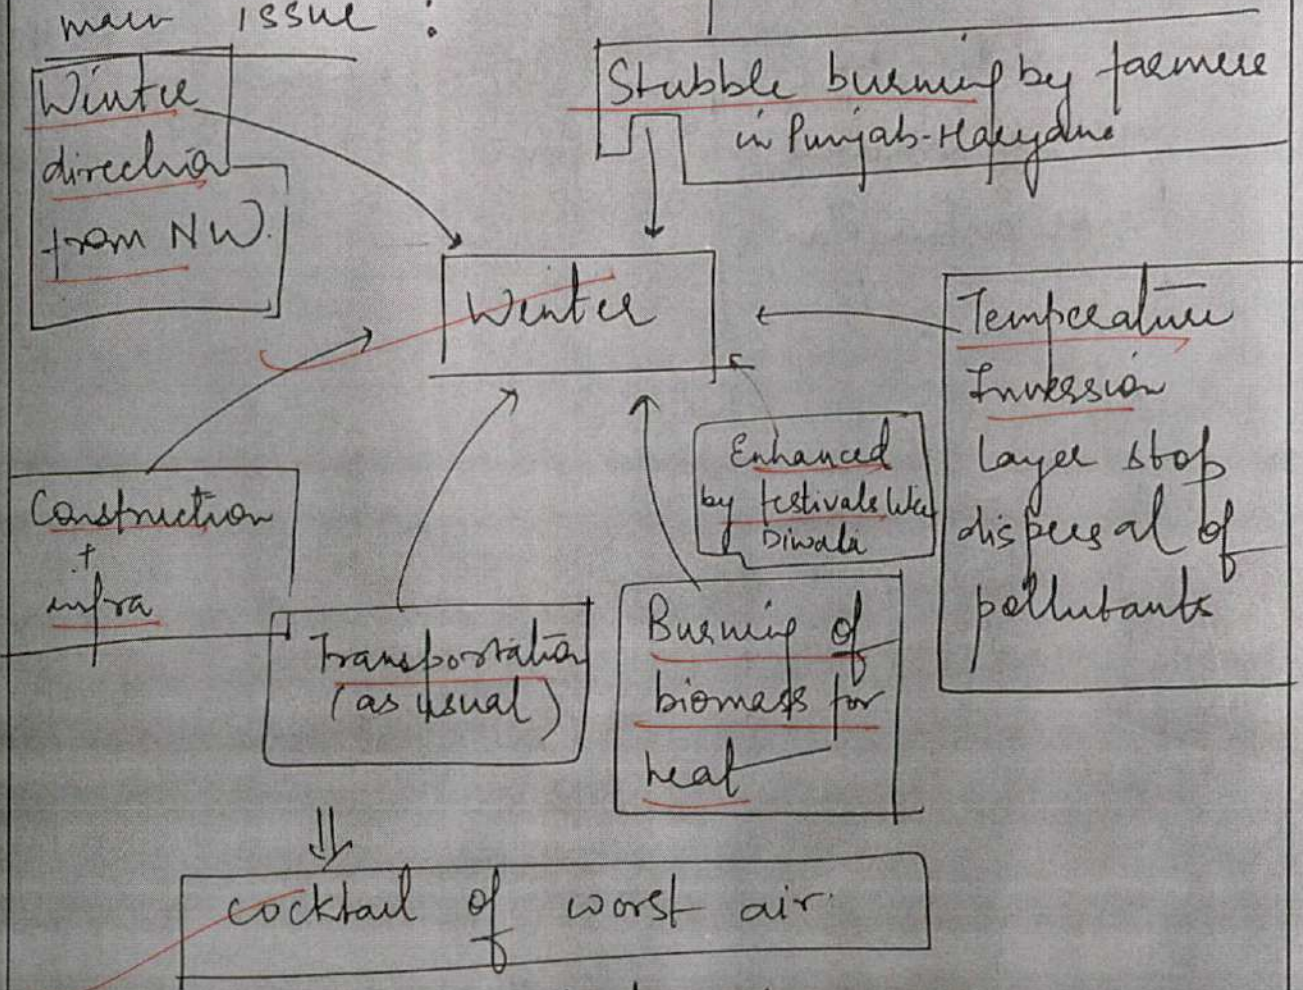 main issue :
Winter
direction
from NW.
Stubble burning by farmers
in Punjab-Haryana
Winter
Temperature
Inversion
layer stop
dispersal of
pollutants
Enhanced
by festivals like
Diwali
Construction
+
infra
Transportation
(as usual)
Burning of
biomass for
heat
cocktail of worst air.